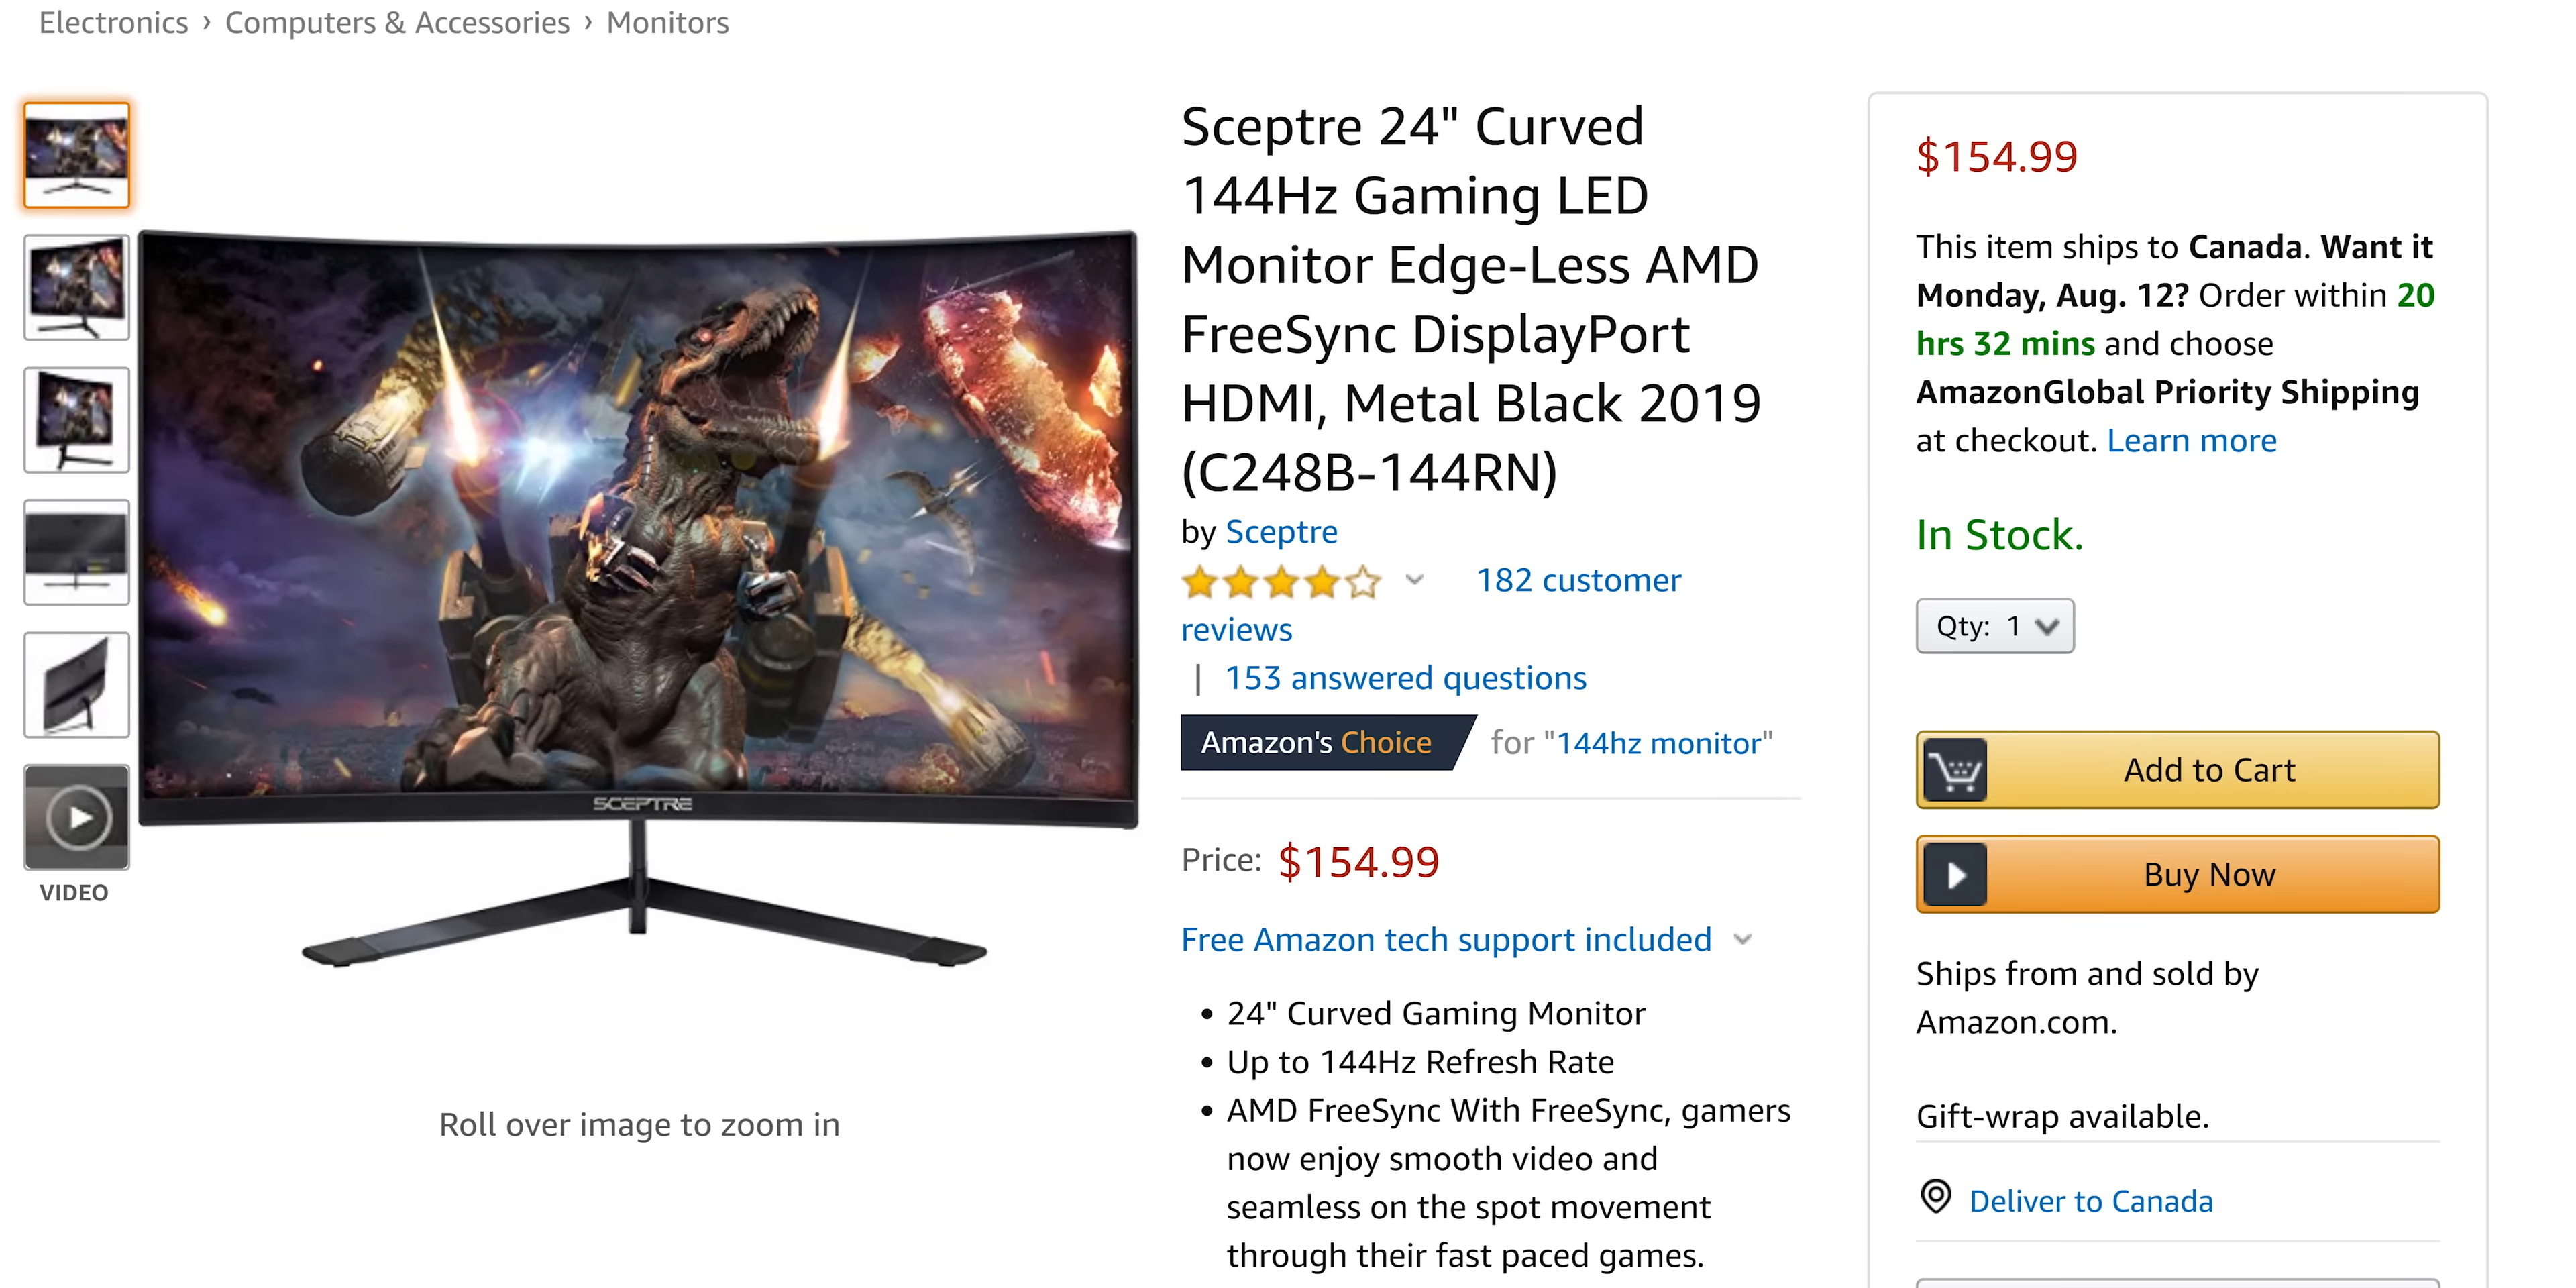 Electronics › Computers & Accessories › Monitors
VIDEO
SCEPTRE
Roll over image to zoom in
Sceptre 24" Curved
144Hz Gaming LED
Monitor Edge-Less AMD
FreeSync DisplayPort
HDMI, Metal Black 2019
(C248B-144RN)
by Sceptre
182 customer
reviews
| 153 answered questions
Amazon's Choice for "144hz monitor"
Price: $154.99
Free Amazon tech support included
• 24" Curved Gaming Monitor
• Up to 144Hz Refresh Rate
• AMD FreeSync With FreeSync, gamers
now enjoy smooth video and
seamless on the spot movement
through their fast paced games.
$154.99
This item ships to Canada. Want it
Monday, Aug. 12? Order within 20
hrs 32 mins and choose
AmazonGlobal Priority Shipping
at checkout. Learn more
In Stock.
Qty: 1
Add to Cart
Buy Now
Ships from and sold by
Amazon.com.
Gift-wrap available.
Deliver to Canada